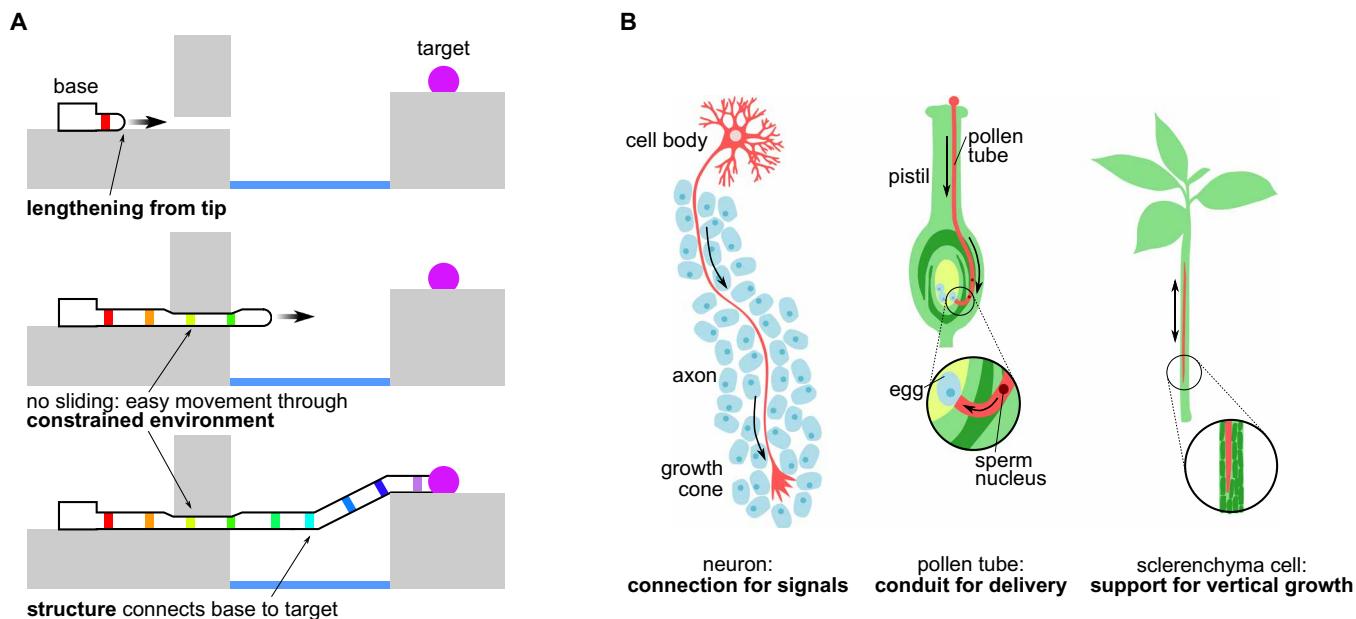 A
base
target
lengthening from tip
no sliding: easy movement through
constrained environment
structure connects base to target
B
cell body
axon
growth
cone
neuron:
connection for signals
pollen
tube
pistil
egg
sperm
nucleus
pollen tube:
conduit for delivery
sclerenchyma cell:
support for vertical growth